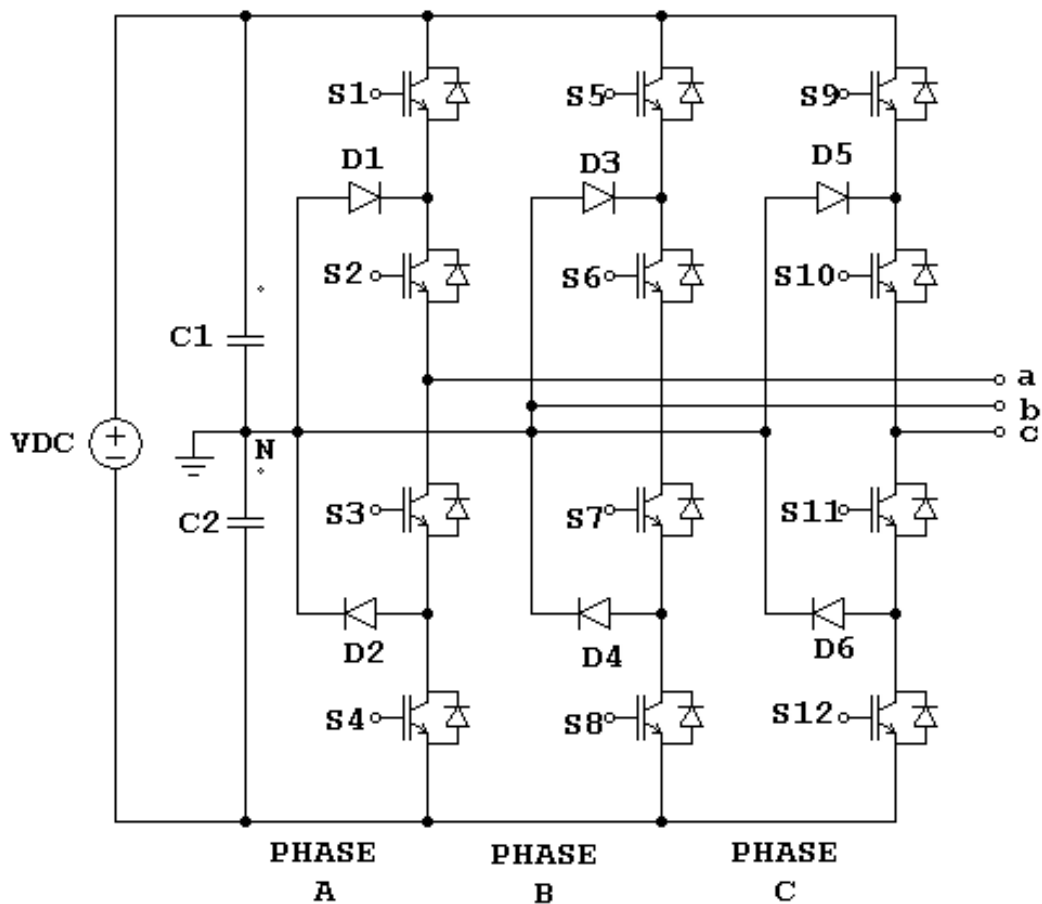 S1
S5
S9
D1
D3
D5
S2
S6
S10
C1
a
b
c
VDC
+
−
N
S3
S7
S11
C2
D2
D4
D6
S4
S8
S12
PHASE
A
PHASE
B
PHASE
C